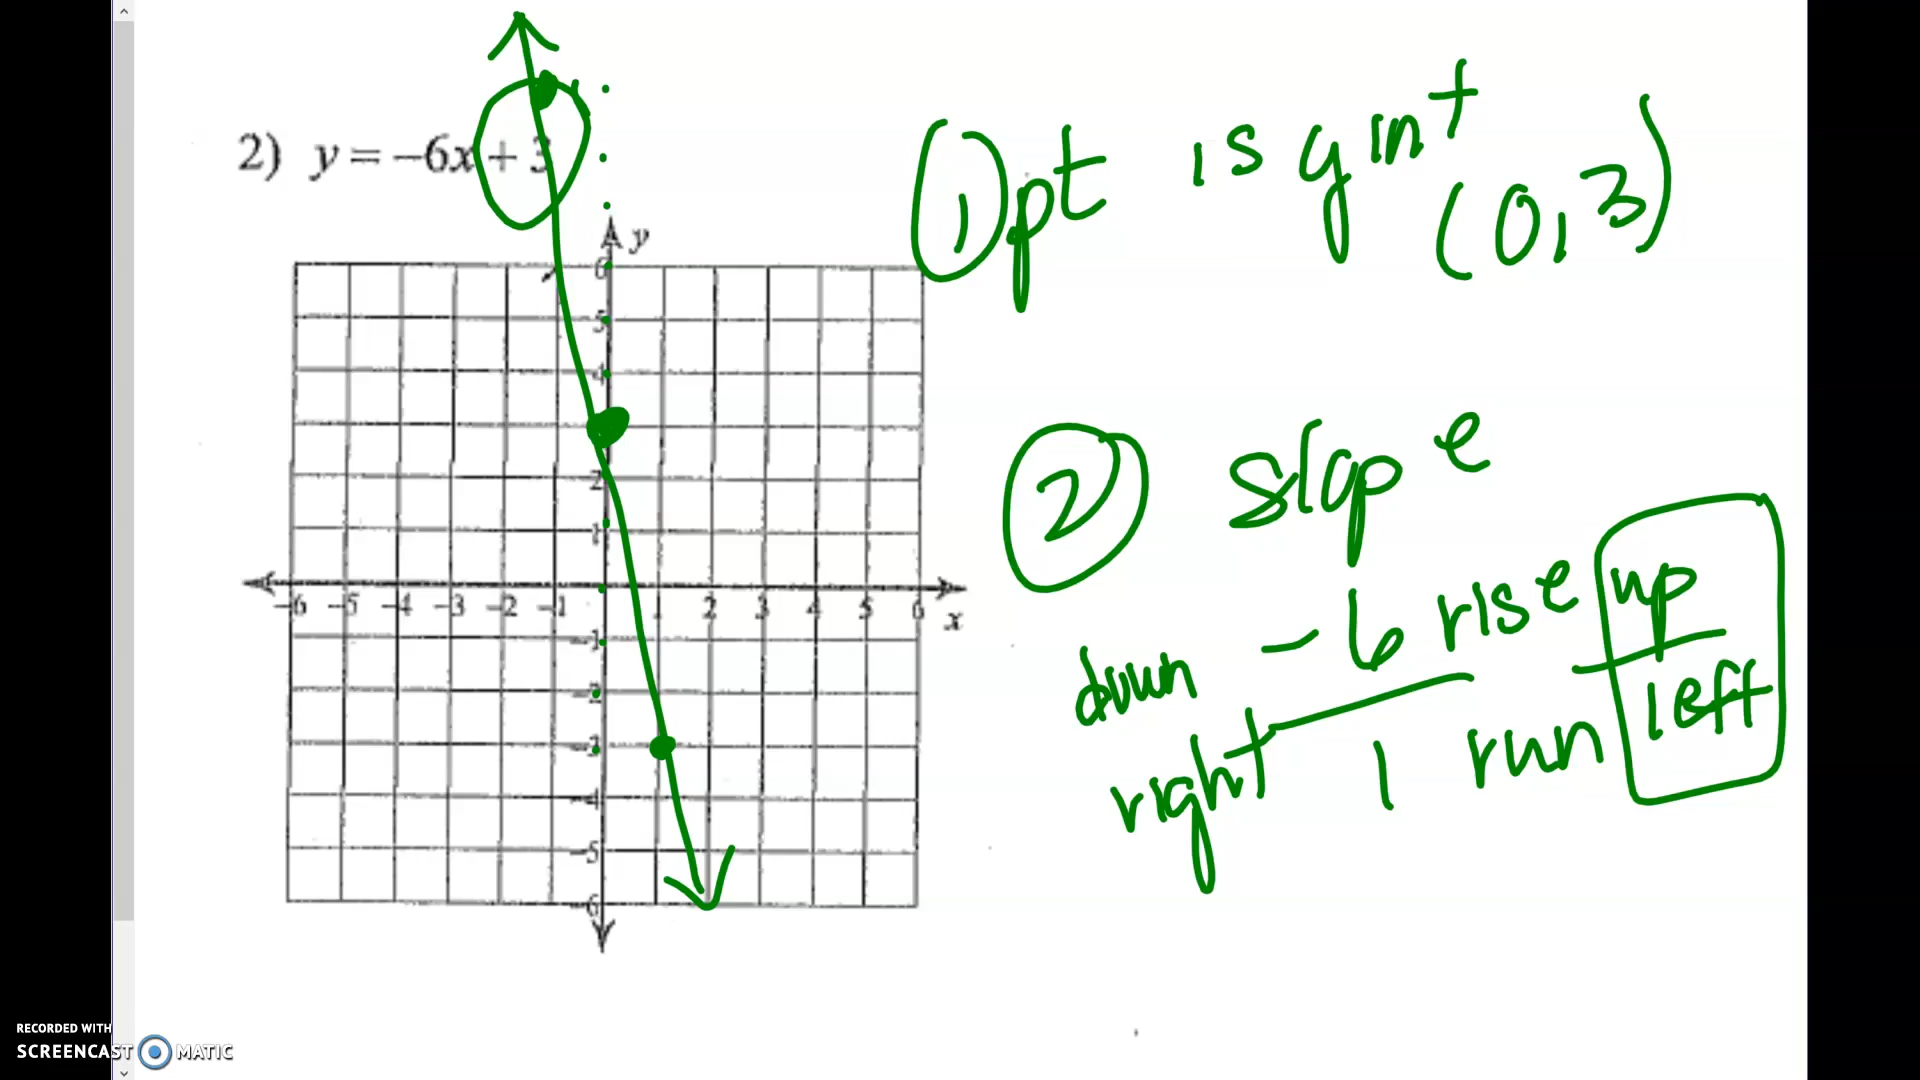 2) y = −6x + 3
① pt is y int
(0, 3)
y
6
5
4
2
1
−6 −5 −4 −3 −2 −1 1 2 3 4 5 6
x
−1
−2
−3
−4
−5
−6
② slope
down −6 rise up
right 1 run left
RECORDED WITH
SCREENCAST MATIC